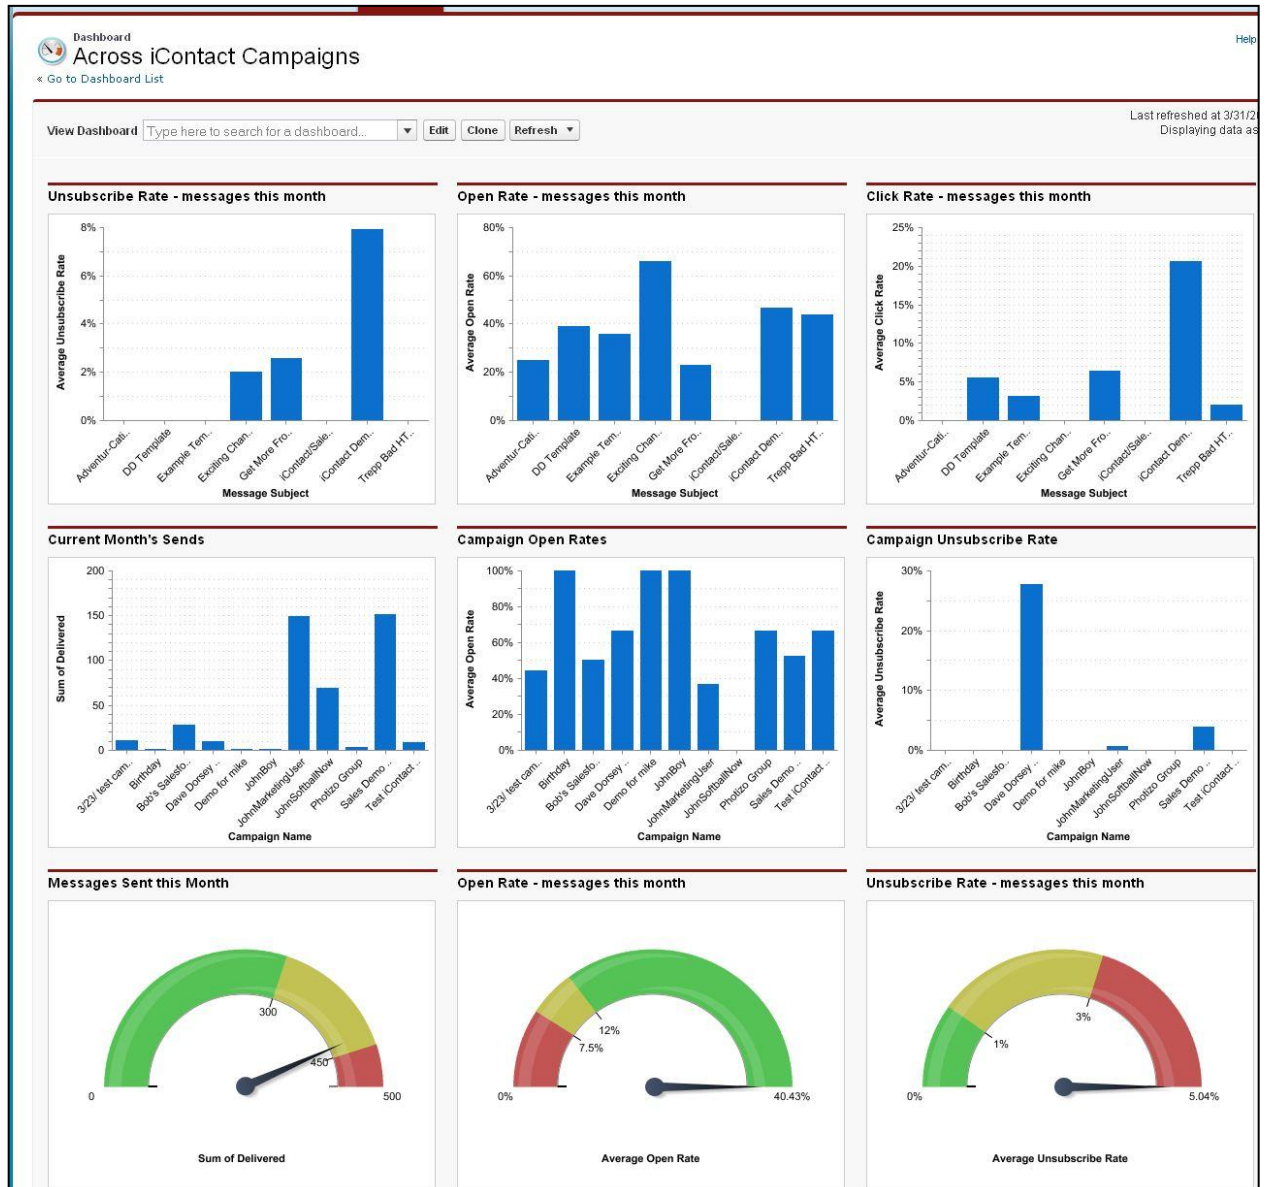 Dashboard
Across iContact Campaigns
Help
« Go to Dashboard List
View Dashboard Type here to search for a dashboard... Edit Clone Refresh
Last refreshed at 3/31/2
Displaying data as
Unsubscribe Rate - messages this month
8%
6%
4%
2%
0%
Average Unsubscribe Rate
Adventur-Cati..
DD Template
Example Tem..
Exciting Chan..
Get More Fro..
iContact/Sale..
iContact Dem..
Trepp Bad HT..
Message Subject
Open Rate - messages this month
80%
60%
40%
20%
0%
Average Open Rate
Adventur-Cati..
DD Template
Example Tem..
Exciting Chan..
Get More Fro..
iContact/Sale..
iContact Dem..
Trepp Bad HT..
Message Subject
Click Rate - messages this month
25%
20%
15%
10%
5%
0%
Average Click Rate
Adventur-Cati..
DD Template
Example Tem..
Exciting Chan..
Get More Fro..
iContact/Sale..
iContact Dem..
Trepp Bad HT..
Message Subject
Current Month's Sends
200
150
100
50
0
Sum of Delivered
3/23/ test cam..
Birthday
Bob's Salesfo..
Dave Dorsey ..
Demo for mike
JohnBoy
JohnMarketingUser
JohnSoftballNow
Photizo Group
Sales Demo ..
Test iContact ..
Campaign Name
Campaign Open Rates
100%
80%
60%
40%
20%
0%
Average Open Rate
3/23/ test cam..
Birthday
Bob's Salesfo..
Dave Dorsey ..
Demo for mike
JohnBoy
JohnMarketingUser
JohnSoftballNow
Photizo Group
Sales Demo ..
Test iContact ..
Campaign Name
Campaign Unsubscribe Rate
30%
20%
10%
0%
Average Unsubscribe Rate
3/23/ test cam..
Birthday
Bob's Salesfo..
Dave Dorsey ..
Demo for mike
JohnBoy
JohnMarketingUser
JohnSoftballNow
Photizo Group
Sales Demo ..
Test iContact ..
Campaign Name
Messages Sent this Month
300
450
0
500
Sum of Delivered
Open Rate - messages this month
12%
7.5%
0%
40.43%
Average Open Rate
Unsubscribe Rate - messages this month
3%
1%
0%
5.04%
Average Unsubscribe Rate